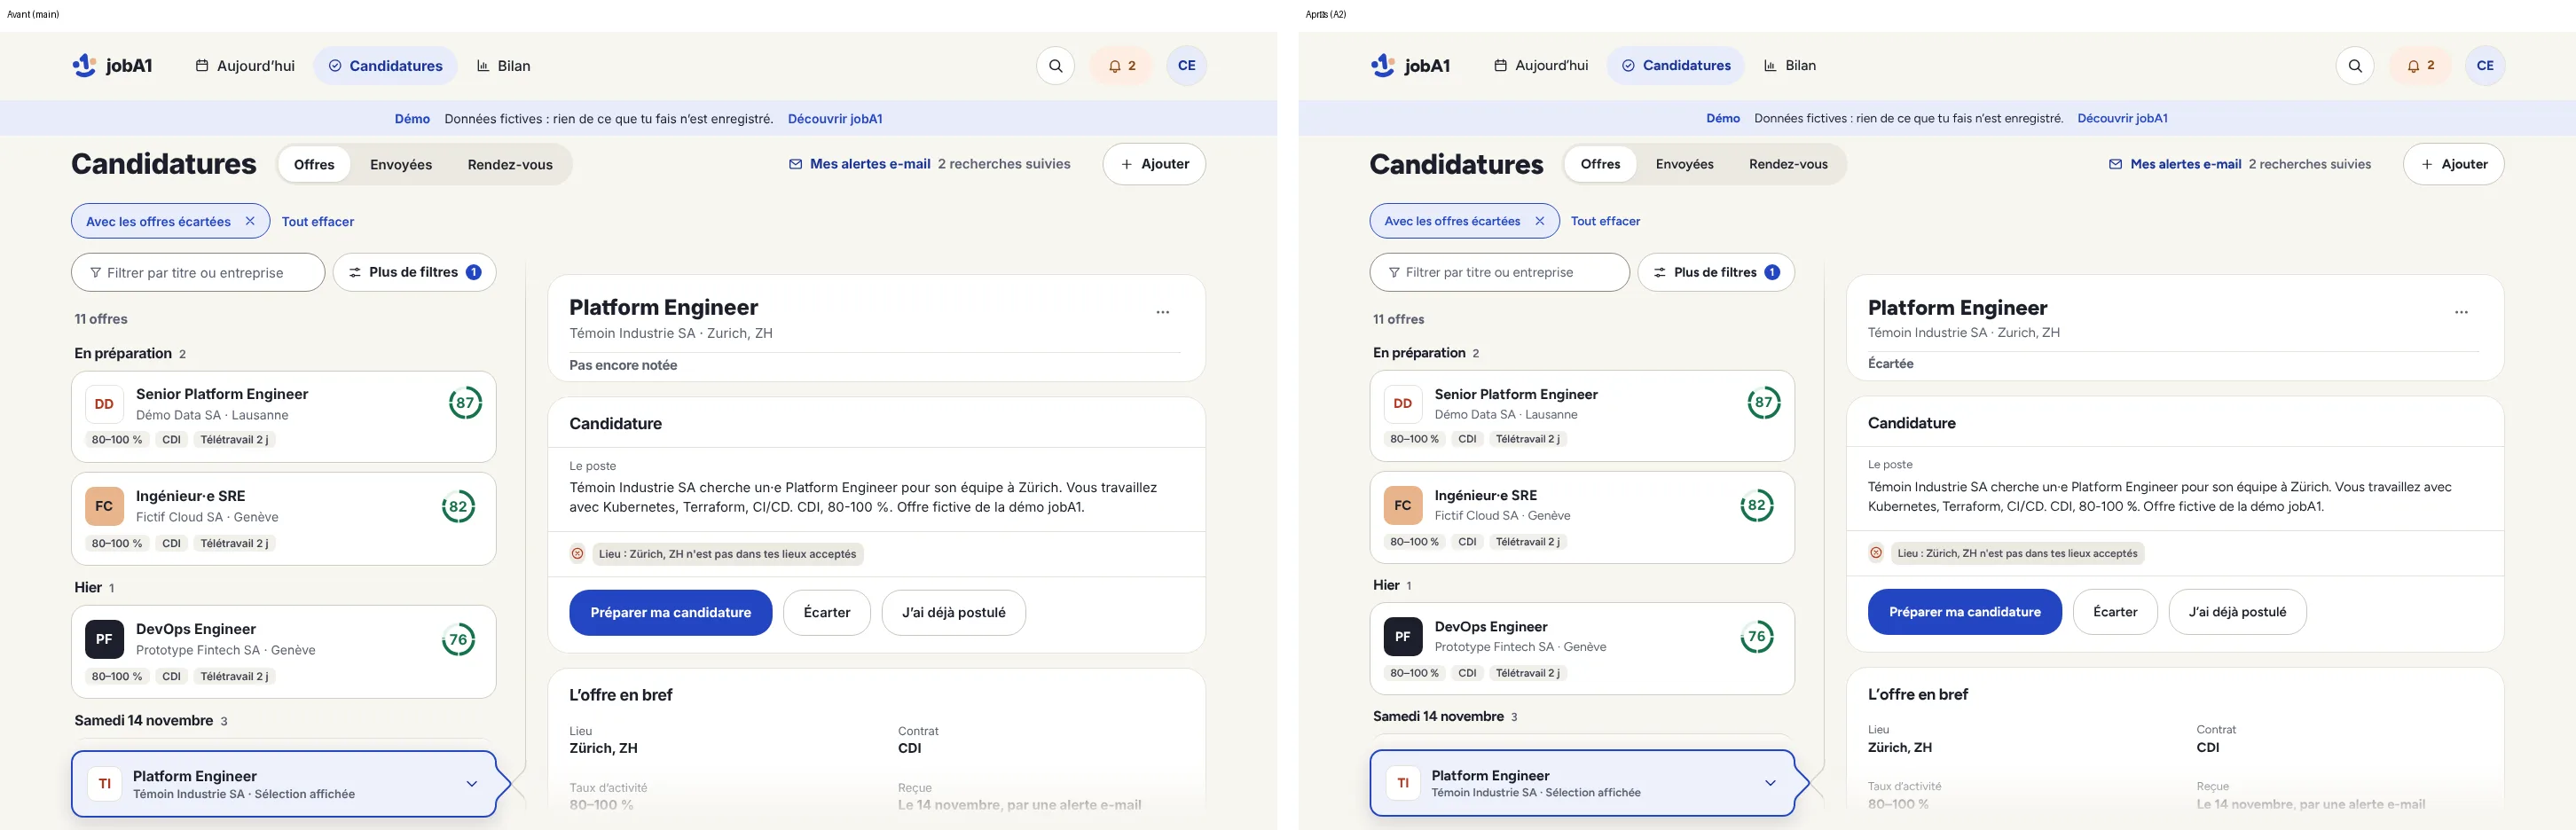 Avant (main)
jobA1
Aujourd'hui
Candidatures
Bilan
2
CE
Démo Données fictives : rien de ce que tu fais n'est enregistré. Découvrir jobA1
Candidatures
Offres
Envoyées
Rendez-vous
Mes alertes e-mail 2 recherches suivies
Ajouter
Avec les offres écartées
Tout effacer
Filtrer par titre ou entreprise
Plus de filtres 1
11 offres
En préparation 2
DD
Senior Platform Engineer
Démo Data SA · Lausanne
87
80–100 % CDI Télétravail 2 j
FC
Ingénieur·e SRE
Fictif Cloud SA · Genève
82
80–100 % CDI Télétravail 2 j
Hier 1
PF
DevOps Engineer
Prototype Fintech SA · Genève
76
80–100 % CDI Télétravail 2 j
Samedi 14 novembre 3
TI
Platform Engineer
Témoin Industrie SA · Sélection affichée
Platform Engineer
Témoin Industrie SA · Zurich, ZH
Pas encore notée
Candidature
Le poste
Témoin Industrie SA cherche un·e Platform Engineer pour son équipe à Zürich. Vous travaillez
avec Kubernetes, Terraform, CI/CD. CDI, 80-100 %. Offre fictive de la démo jobA1.
Lieu : Zürich, ZH n'est pas dans tes lieux acceptés
Préparer ma candidature
Écarter
J'ai déjà postulé
L'offre en bref
Lieu
Zürich, ZH
Contrat
CDI
Taux d'activité
80–100 %
Reçue
Le 14 novembre, par une alerte e-mail
Après (A2)
jobA1
Aujourd'hui
Candidatures
Bilan
2
CE
Démo Données fictives : rien de ce que tu fais n'est enregistré. Découvrir jobA1
Candidatures
Offres
Envoyées
Rendez-vous
Mes alertes e-mail 2 recherches suivies
Ajouter
Avec les offres écartées
Tout effacer
Filtrer par titre ou entreprise
Plus de filtres 1
11 offres
En préparation 2
DD
Senior Platform Engineer
Démo Data SA · Lausanne
87
80–100 % CDI Télétravail 2 j
FC
Ingénieur·e SRE
Fictif Cloud SA · Genève
82
80–100 % CDI Télétravail 2 j
Hier 1
PF
DevOps Engineer
Prototype Fintech SA · Genève
76
80–100 % CDI Télétravail 2 j
Samedi 14 novembre 3
TI
Platform Engineer
Témoin Industrie SA · Sélection affichée
Platform Engineer
Témoin Industrie SA · Zurich, ZH
Écartée
Candidature
Le poste
Témoin Industrie SA cherche un·e Platform Engineer pour son équipe à Zürich. Vous travaillez avec
Kubernetes, Terraform, CI/CD. CDI, 80-100 %. Offre fictive de la démo jobA1.
Lieu : Zürich, ZH n'est pas dans tes lieux acceptés
Préparer ma candidature
Écarter
J'ai déjà postulé
L'offre en bref
Lieu
Zürich, ZH
Contrat
CDI
Taux d'activité
80–100 %
Reçue
Le 14 novembre, par une alerte e-mail